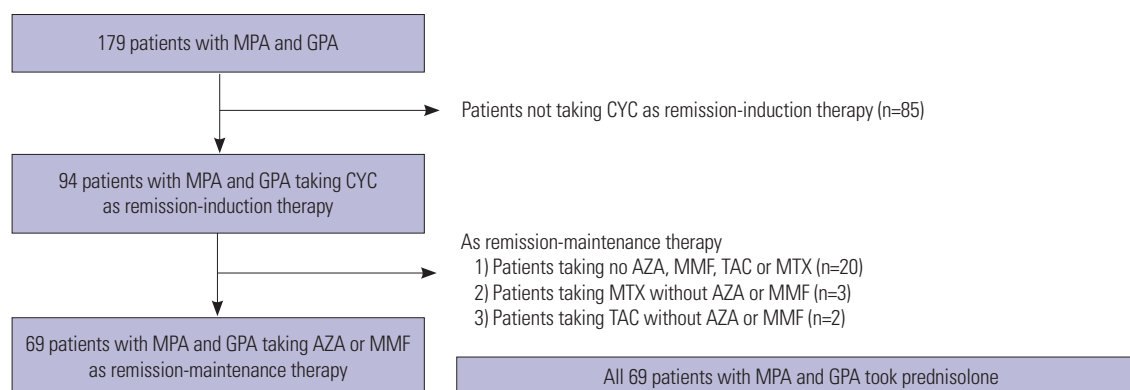 179 patients with MPA and GPA
Patients not taking CYC as remission-induction therapy (n=85)
94 patients with MPA and GPA taking CYC
as remission-induction therapy
As remission-maintenance therapy
1) Patients taking no AZA, MMF, TAC or MTX (n=20)
2) Patients taking MTX without AZA or MMF (n=3)
3) Patients taking TAC without AZA or MMF (n=2)
69 patients with MPA and GPA taking AZA or MMF
as remission-maintenance therapy
All 69 patients with MPA and GPA took prednisolone